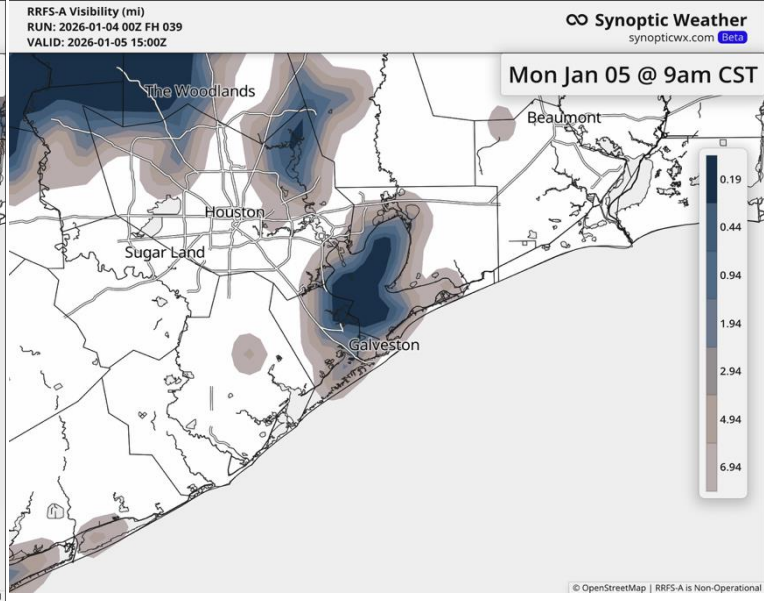 RRFS-A Visibility (mi)
RUN: 2026-01-04 00Z FH 039
VALID: 2026-01-05 15:00Z
Synoptic Weather
synopticwx.com Beta
Mon Jan 05 @ 9am CST
The Woodlands
Beaumont
Houston
Sugar Land
Galveston
0.19
0.44
0.94
1.94
2.94
4.94
6.94
© OpenStreetMap | RRFS-A is Non-Operational